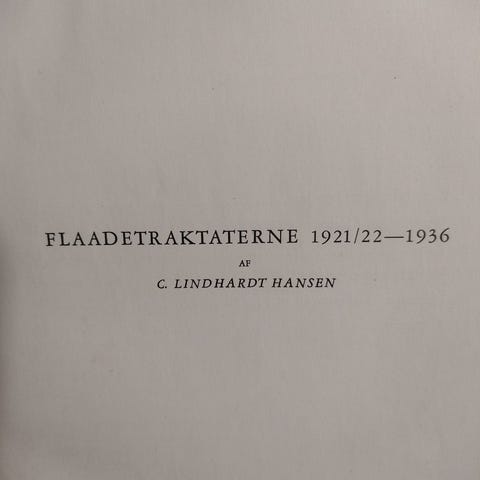 FLAADETRAKTATERNE 1921/22—1936
AF
C. LINDHARDT HANSEN